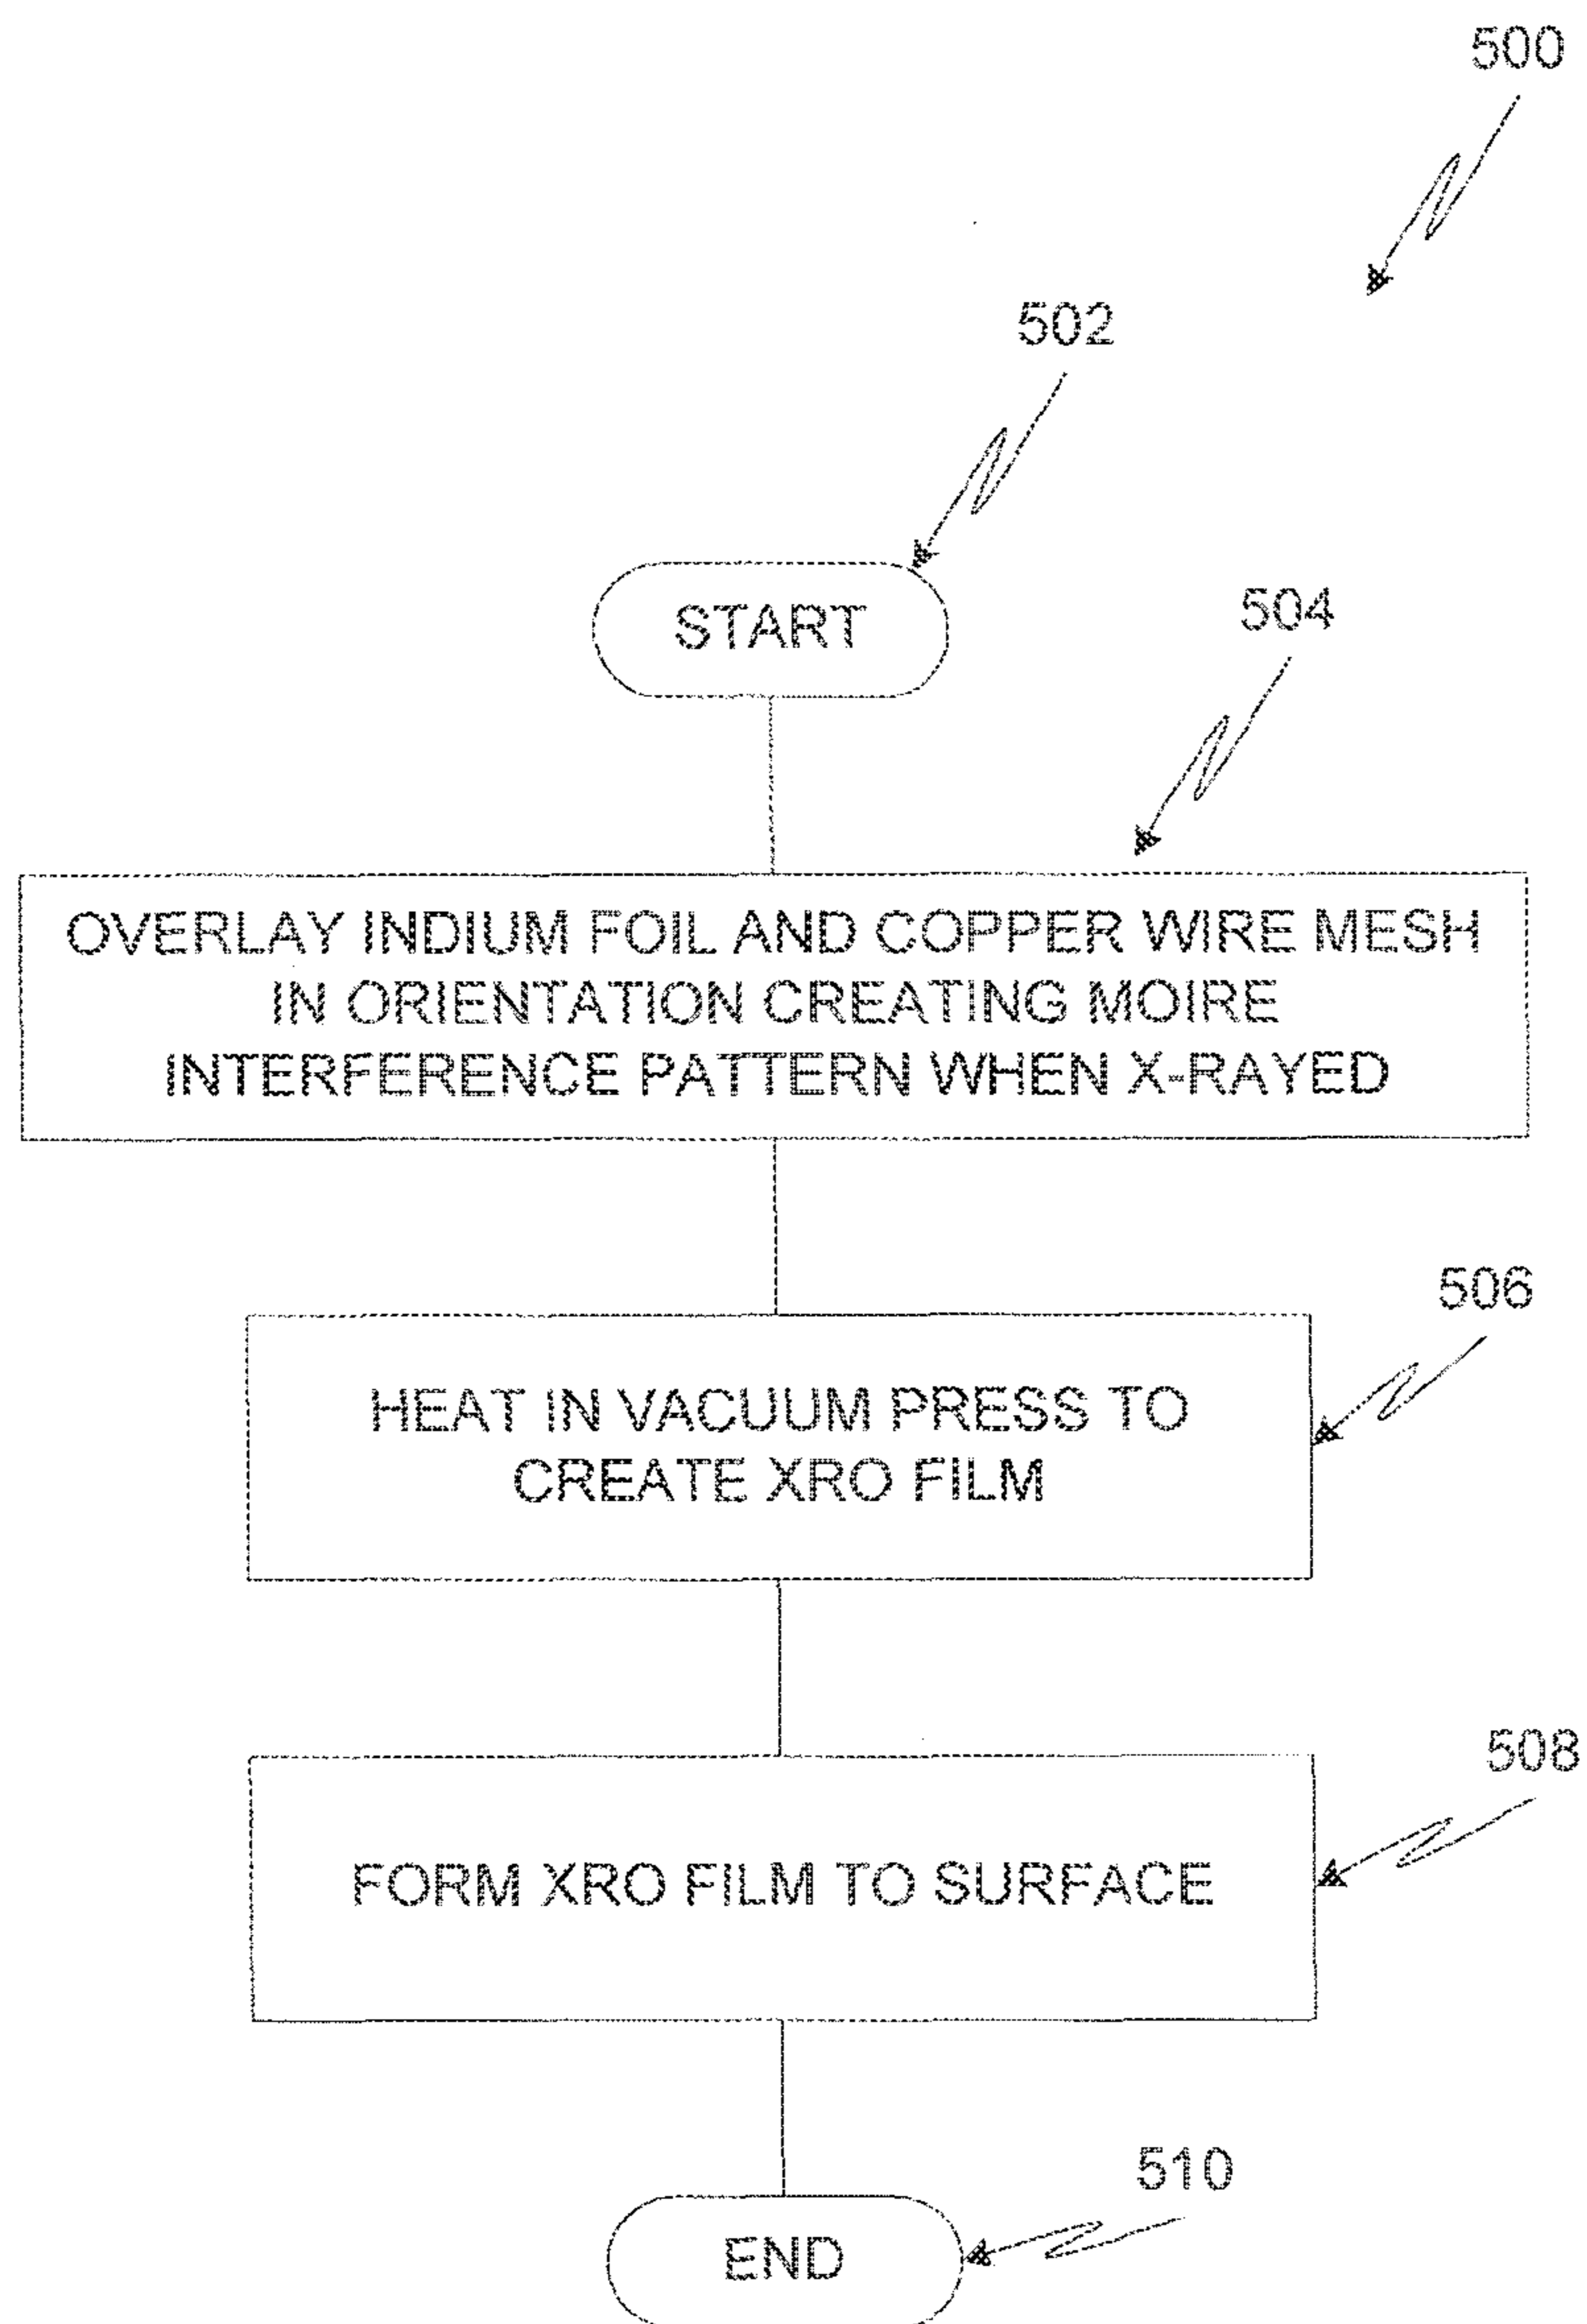 500
502
START
504
OVERLAY INDIUM FOIL AND COPPER WIRE MESH
IN ORIENTATION CREATING MOIRE
INTERFERENCE PATTERN WHEN X-RAYED
506
HEAT IN VACUUM PRESS TO
CREATE XRO FILM
508
FORM XRO FILM TO SURFACE
510
END